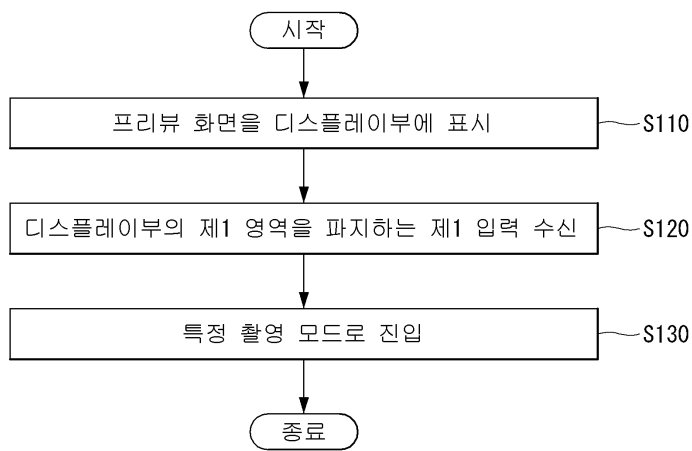 시작
프리뷰 화면을 디스플레이부에 표시
S110
디스플레이부의 제1 영역을 파지하는 제1 입력 수신
S120
특정 촬영 모드로 진입
S130
종료